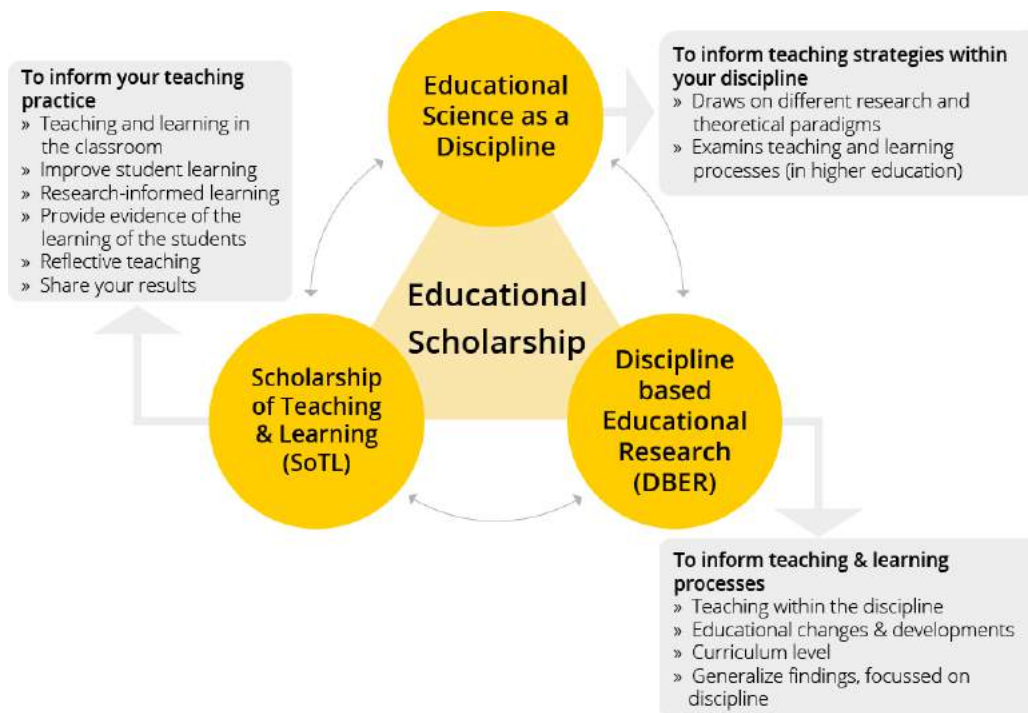 To inform your teaching
practice
» Teaching and learning in
the classroom
» Improve student learning
» Research-informed learning
» Provide evidence of the
learning of the students
» Reflective teaching
» Share your results
Educational
Science as a
Discipline
To inform teaching strategies within
your discipline
» Draws on different research and
theoretical paradigms
» Examins teaching and learning
processes (in higher education)
Educational
Scholarship
Scholarship
of Teaching
& Learning
(SoTL)
Discipline
based
Educational
Research
(DBER)
To inform teaching & learning
processes
» Teaching within the discipline
» Educational changes & developments
» Curriculum level
» Generalize findings, focussed on
discipline